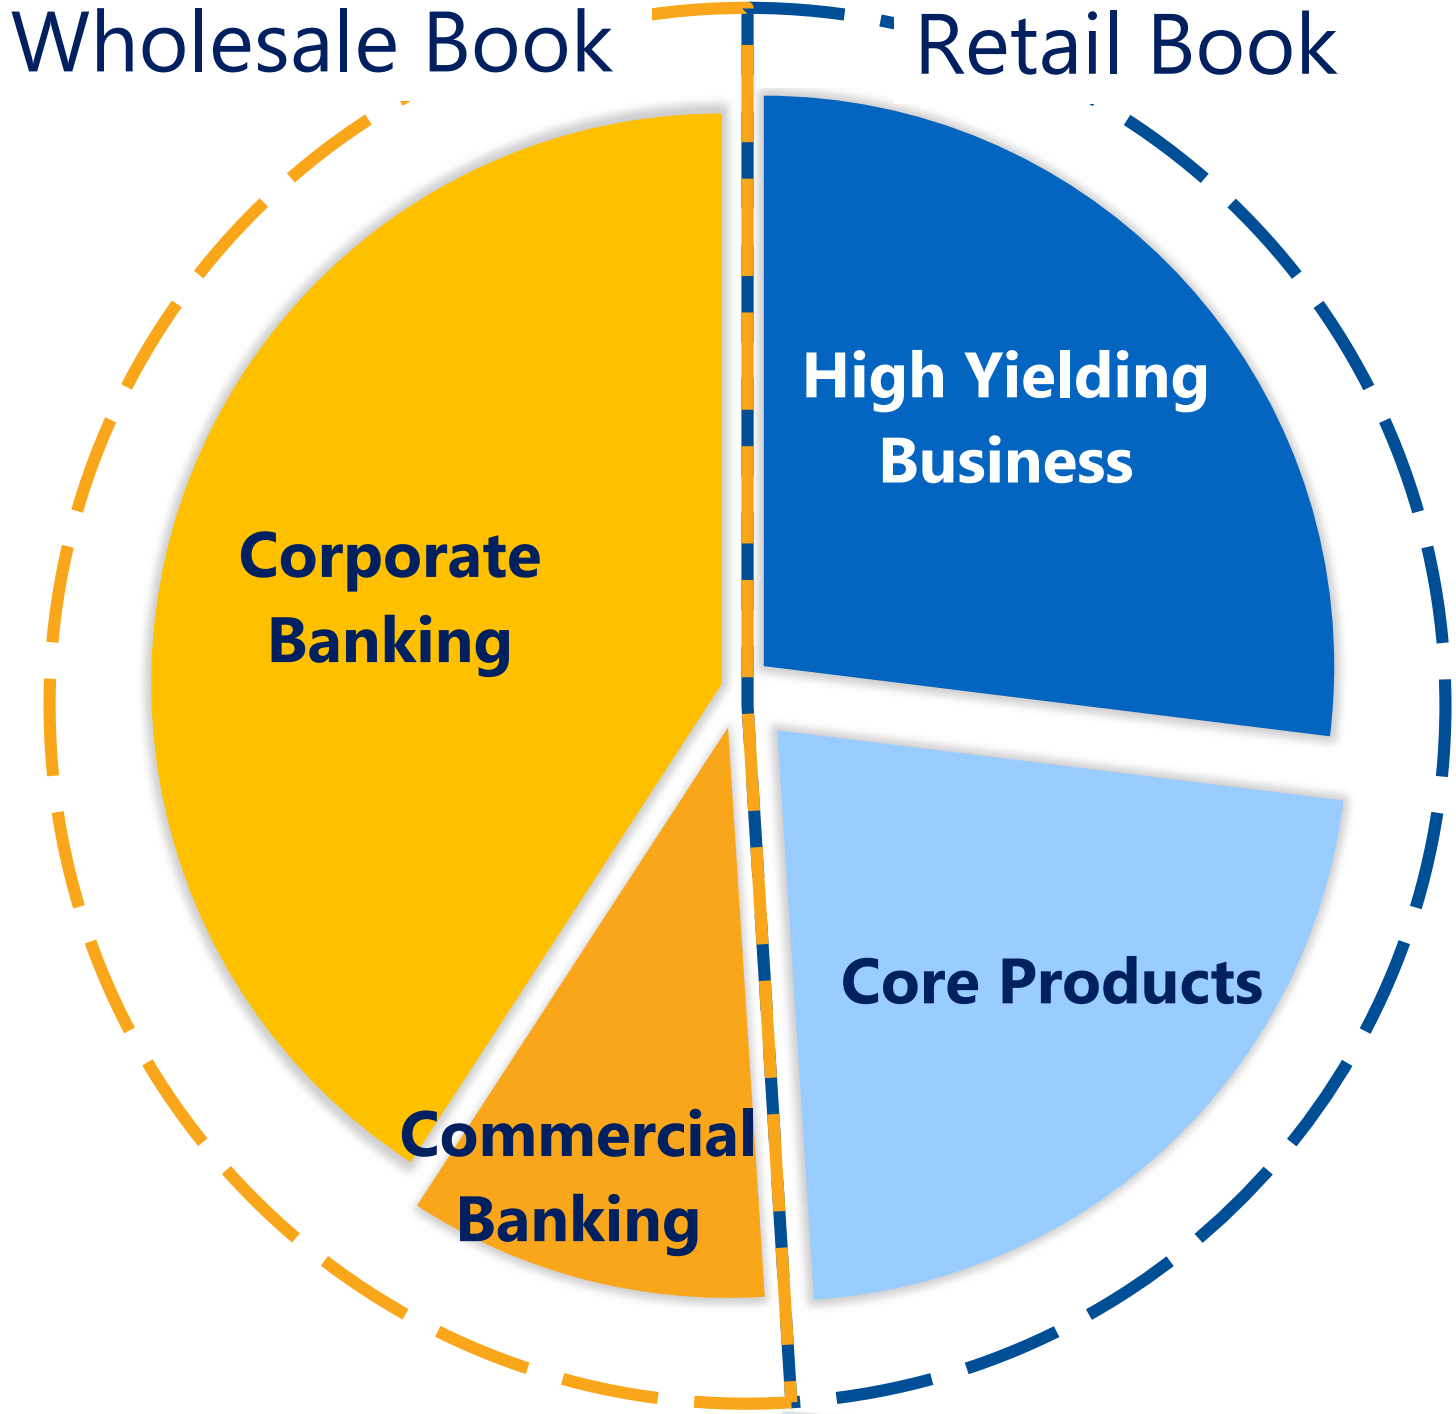 Wholesale Book
Retail Book
High Yielding
Business
Corporate
Banking
Core Products
Commercial
Banking